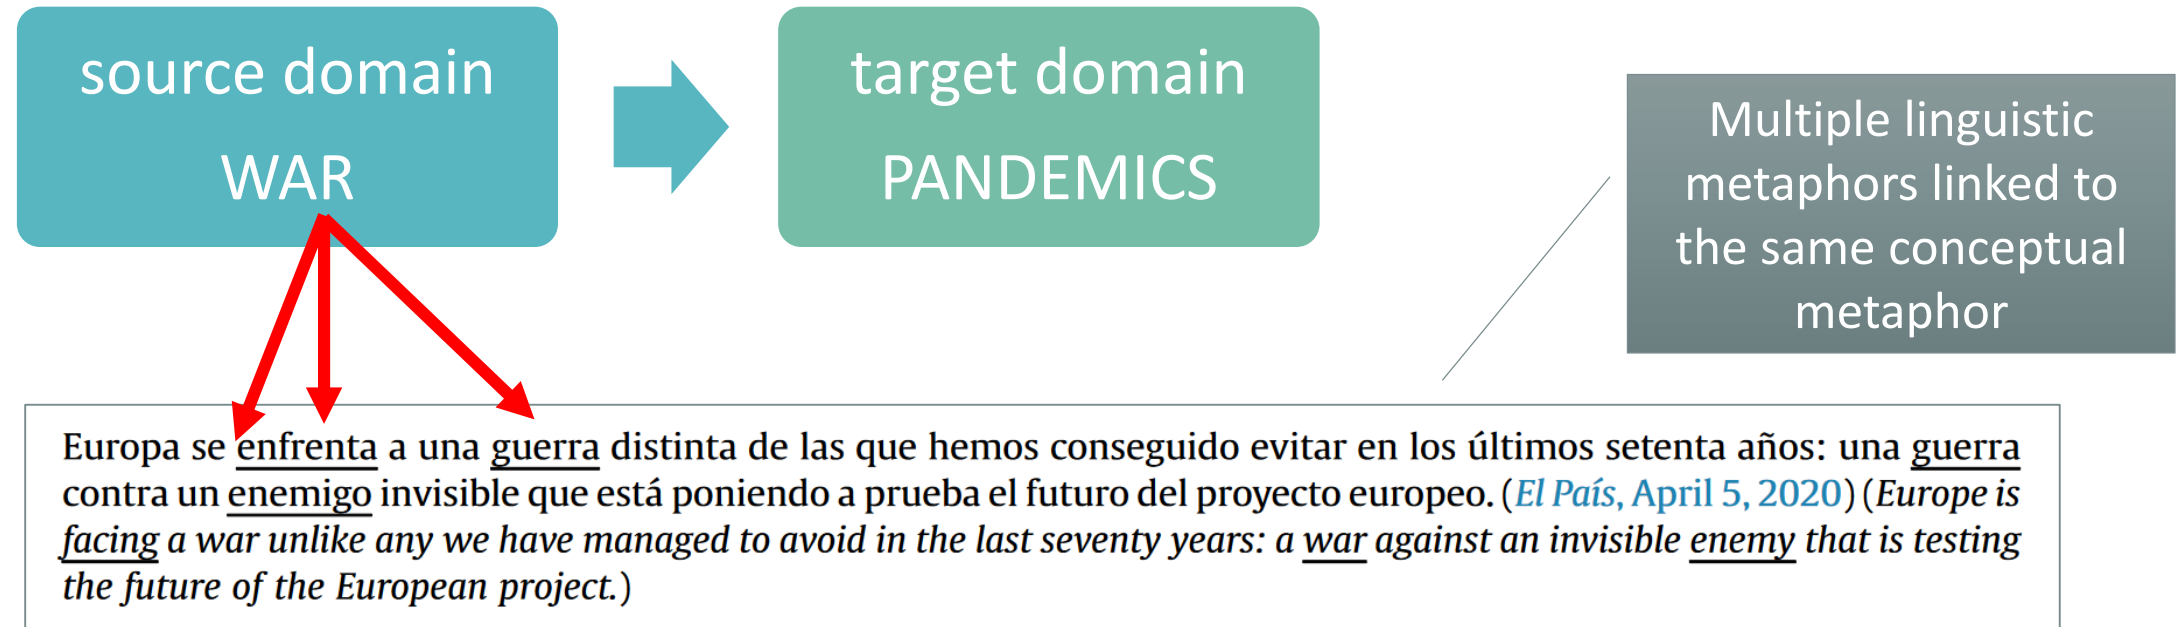 source domain
WAR
target domain
PANDEMICS
Multiple linguistic
metaphors linked to
the same conceptual
metaphor
Europa se enfrenta a una guerra distinta de las que hemos conseguido evitar en los últimos setenta años: una guerra
contra un enemigo invisible que está poniendo a prueba el futuro del proyecto europeo. (El País, April 5, 2020) (Europe is
facing a war unlike any we have managed to avoid in the last seventy years: a war against an invisible enemy that is testing
the future of the European project.)